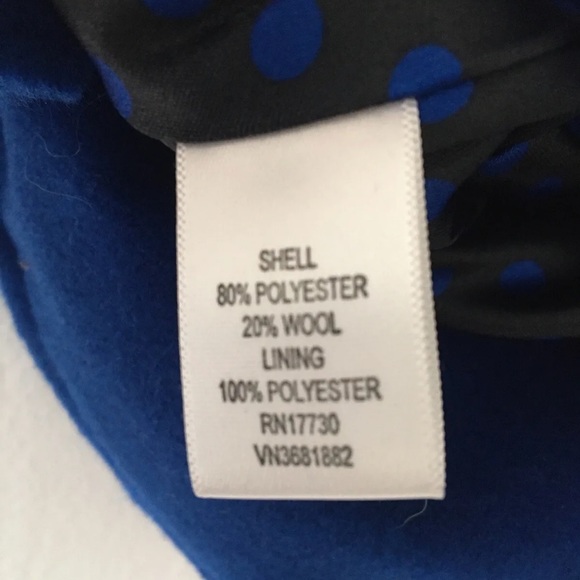 SHELL
80% POLYESTER
20% WOOL
LINING
100% POLYESTER
RN17730
VN3681882